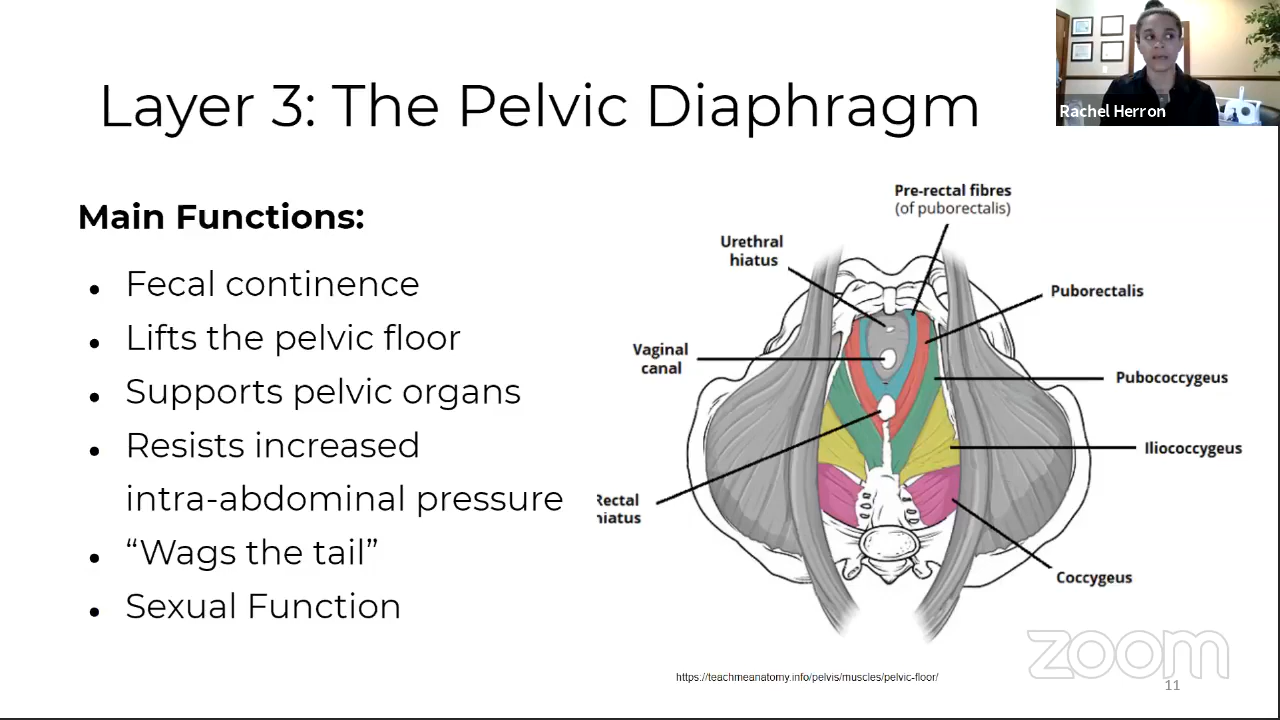 Layer 3: The Pelvic Diaphragm
Rachel Herron
Main Functions:
Fecal continence
Lifts the pelvic floor
Supports pelvic organs
Resists increased
intra-abdominal pressure
“Wags the tail”
Sexual Function
Pre-rectal fibres
(of puborectalis)
Urethral
hiatus
Puborectalis
Vaginal
canal
Pubococcygeus
Iliococcygeus
Rectal
hiatus
Coccygeus
zoom
https://teachmeanatomy.info/pelvis/muscles/pelvic-floor/
11